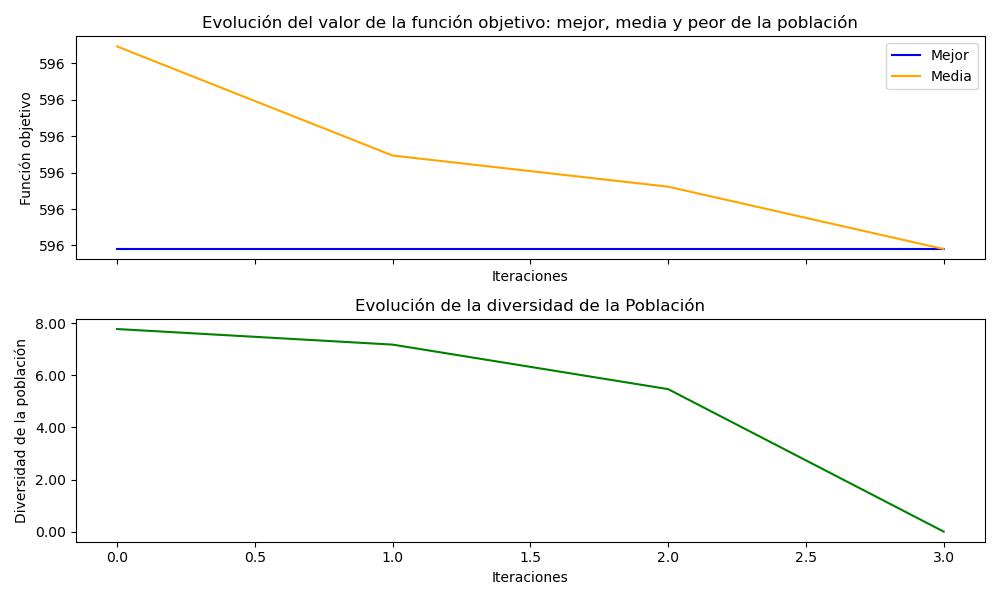 Evolución del valor de la función objetivo: mejor, media y peor de la población
Función objetivo
596
596
596
596
596
596
Mejor
Media
Iteraciones
Evolución de la diversidad de la Población
Diversidad de la población
8.00
6.00
4.00
2.00
0.00
0.0 0.5 1.0 1.5 2.0 2.5 3.0
Iteraciones